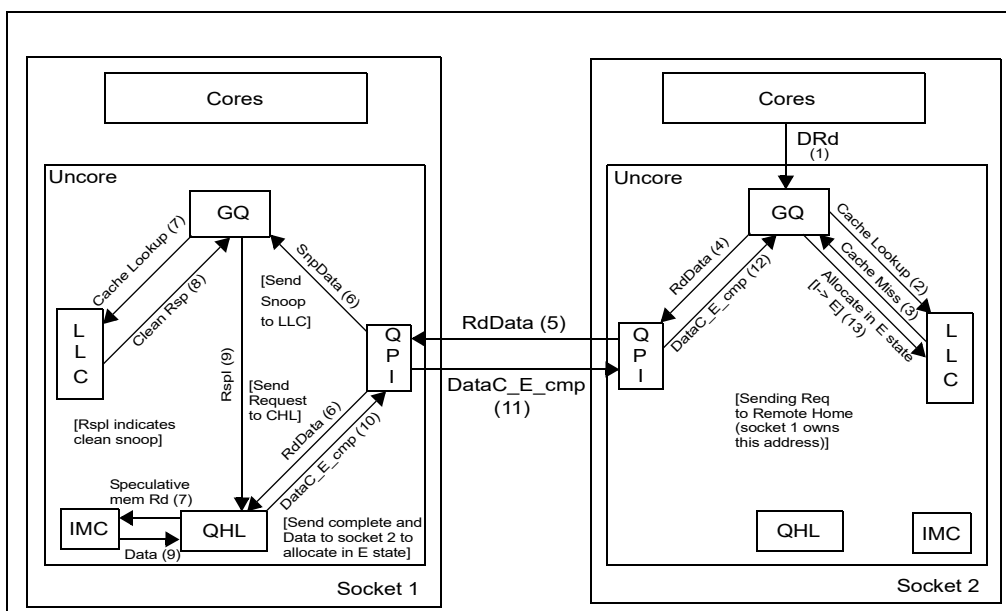 Cores
Uncore
GQ
Cache Lookup (7)
Clean Rsp (8)
SnpData (6)
[Send
Snoop
to LLC]
L
L
C
RspI (9)
Q
P
I
[Send
Request
to CHL]
[RspI indicates
clean snoop]
RdData (6)
DataC_E_cmp (10)
Speculative
mem Rd (7)
IMC
Data (9)
QHL
[Send complete and
Data to socket 2 to
allocate in E state]
Socket 1
RdData (5)
DataC_E_cmp
(11)
Cores
DRd
(1)
Uncore
GQ
Cache Lookup (2)
Cache Miss (3)
Allocate in E state
[I-> E] (13)
RdData (4)
DataC_E_cmp (12)
Q
P
I
L
L
C
[Sending Req
to Remote Home
(socket 1 owns
this address)]
QHL
IMC
Socket 2